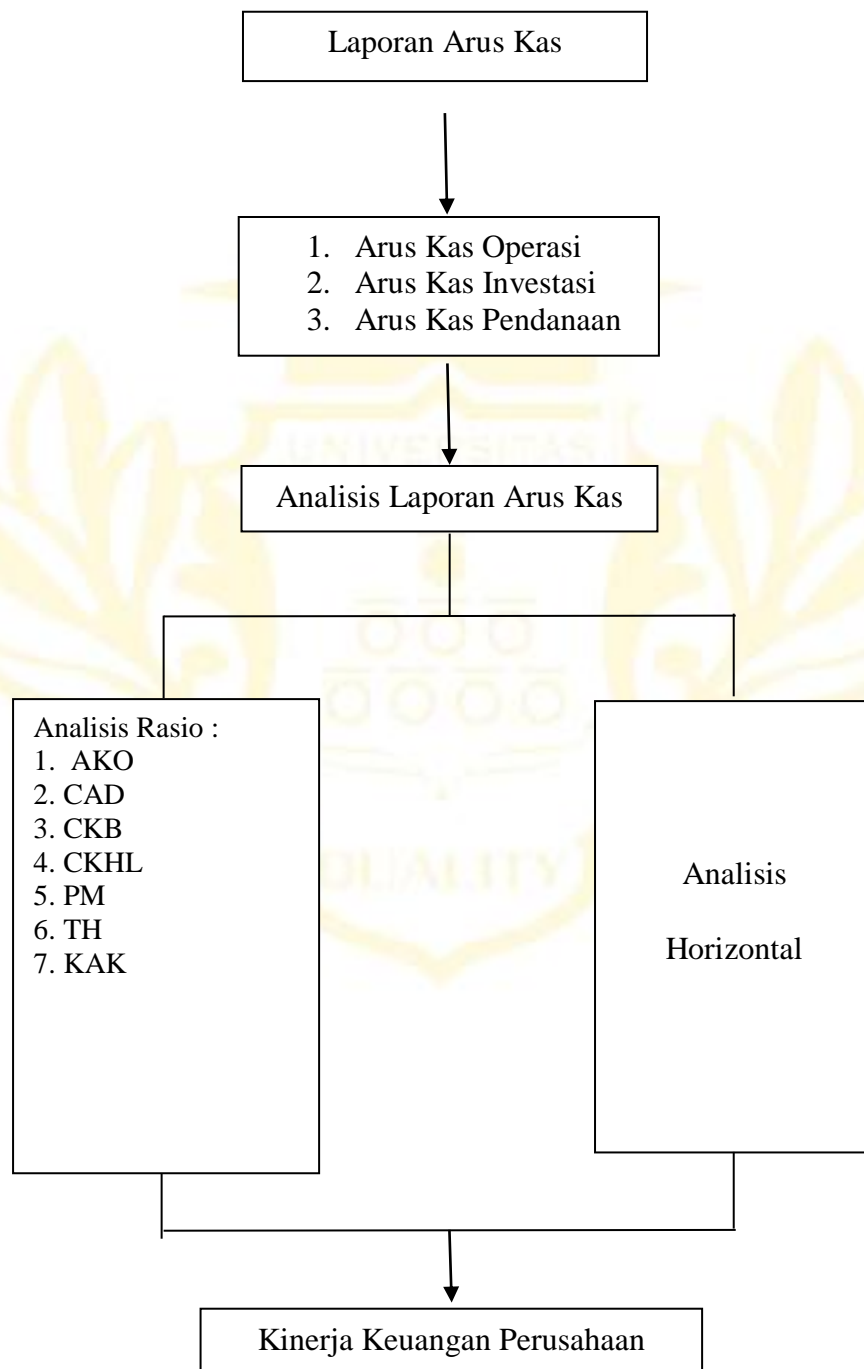 Laporan Arus Kas
1. Arus Kas Operasi
2. Arus Kas Investasi
3. Arus Kas Pendanaan
UNIVERSITAS
Analisis Laporan Arus Kas
Analisis Rasio :
1. AKO
2. CAD
3. CKB
4. CKHL
5. PM
6. TH
7. KAK
QUALITY
Analisis
Horizontal
Kinerja Keuangan Perusahaan